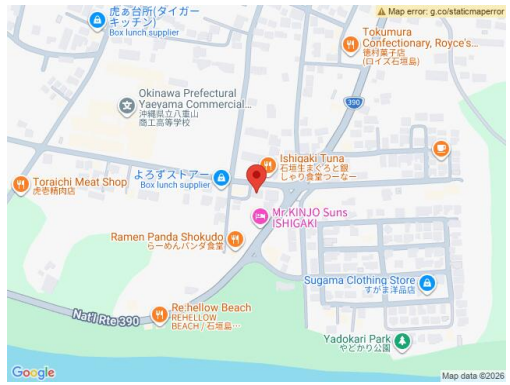 Map error: g.co/staticmaperror
虎ぁ台所(タイガー
キッチン)
Box lunch supplier
Tokumura
Confectionary, Royce's...
徳村菓子店
(ロイズ石垣島)
390
Okinawa Prefectural
Yaeyama Commercial...
沖縄県立八重山
商工高等学校
Ishigaki Tuna
石垣生まぐろと銀
しゃり食堂つーなー
よろずストアー
Box lunch supplier
Toraichi Meat Shop
虎壱精肉店
Mr.KINJO Suns
ISHIGAKI
Ramen Panda Shokudo
らーめんパンダ食堂
Sugama Clothing Store
すがま洋品店
Re:hellow Beach
REHELLOW
BEACH / 石垣島…
Nat'l Rte 390
Yadokari Park
やどかり公園
Google
Map data ©2026